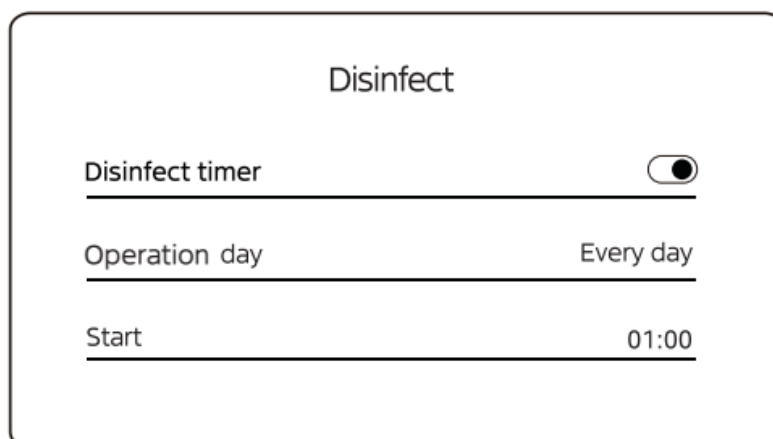 Disinfect
Disinfect timer
Operation day Every day
Start 01:00